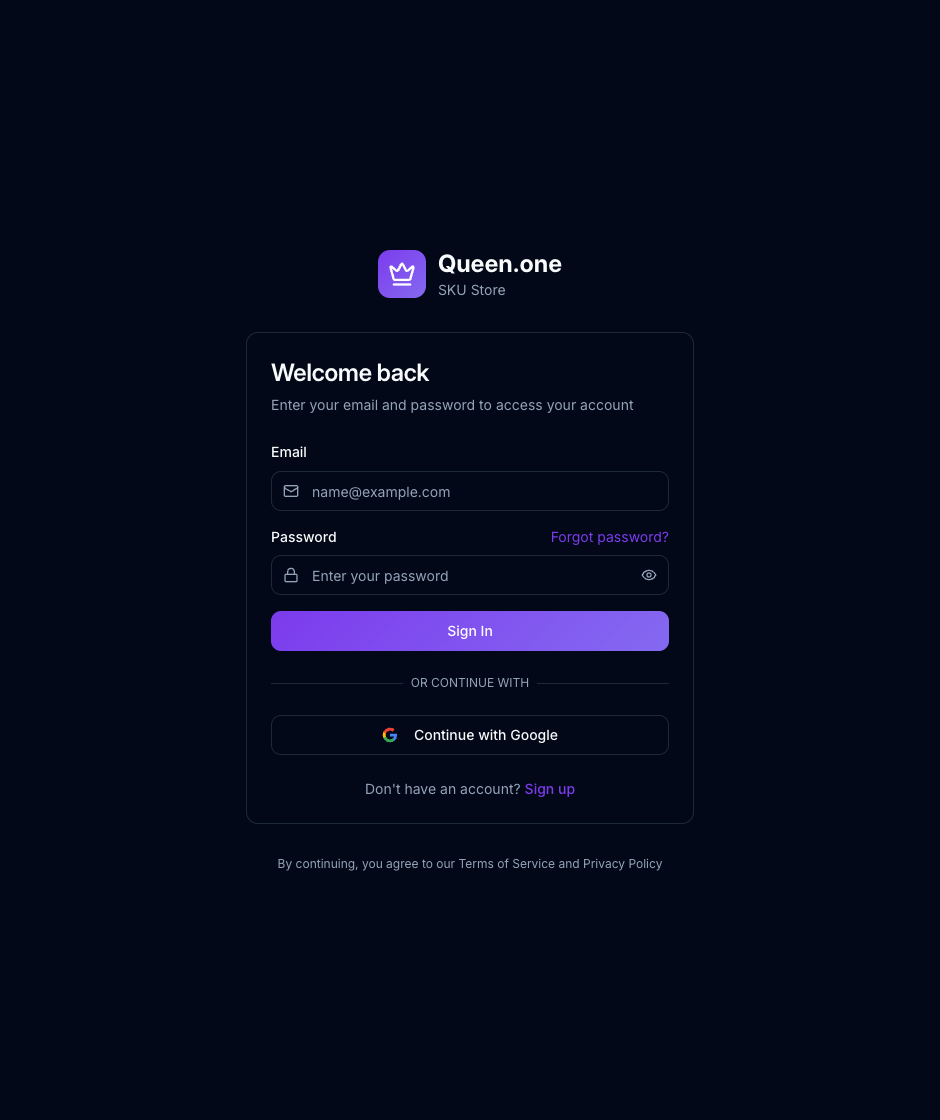 Queen.one
SKU Store
Welcome back
Enter your email and password to access your account
Email
name@example.com
Password
Forgot password?
Enter your password
Sign In
OR CONTINUE WITH
Continue with Google
Don't have an account? Sign up
By continuing, you agree to our Terms of Service and Privacy Policy